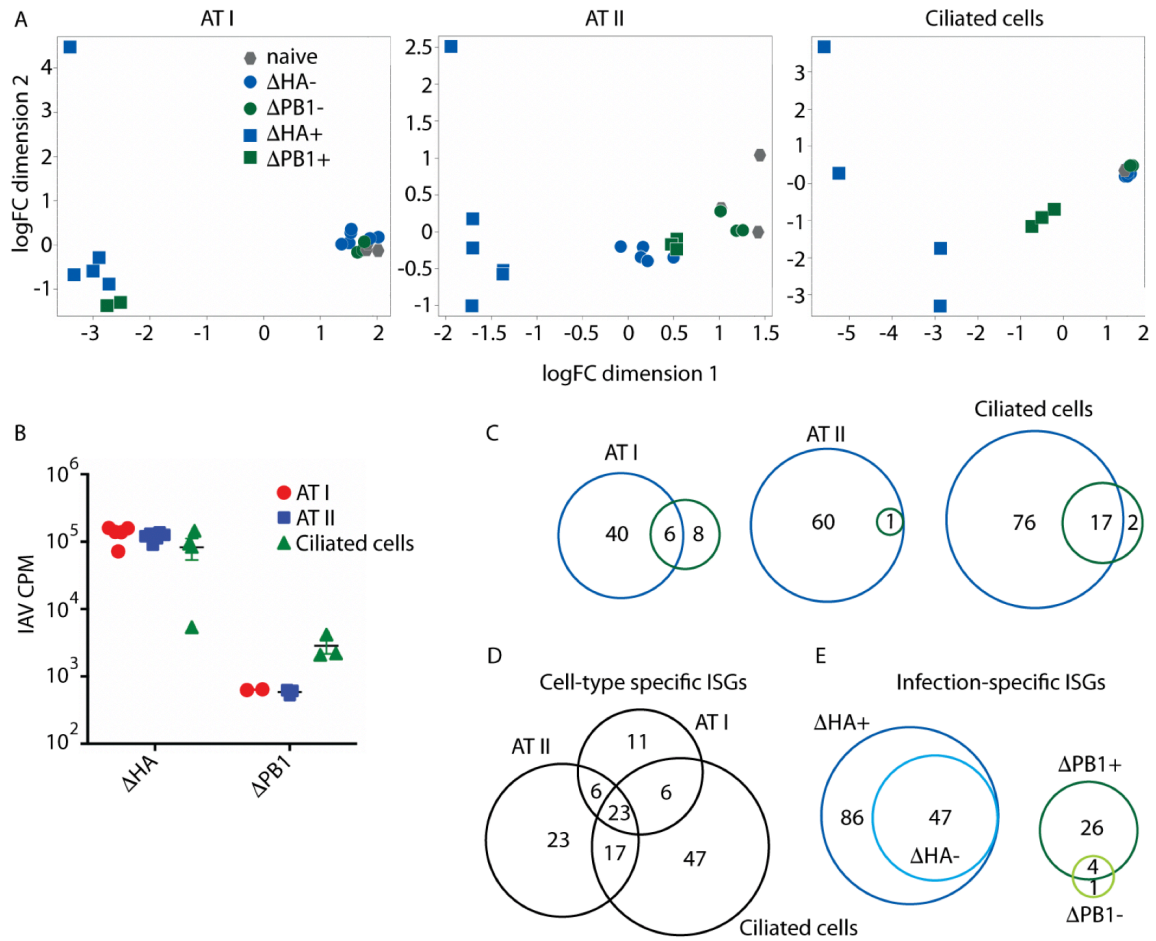 A
AT I
AT II
Ciliated cells
logFC dimension 2
4
3
2
1
0
-1
-3
-2
-1
0
1
2
naive
ΔHA-
ΔPB1-
ΔHA+
ΔPB1+
2.5
2
1.5
1
0.5
0
-0.5
-1
-2
-1.5
-1
-0.5
0
0.5
1
1.5
3
2
1
-0
-1
-2
-3
-5
-4
-3
-2
-1
0
1
2
logFC dimension 1
B
IAV CPM
10^6
10^5
10^4
10^3
10^2
AT I
AT II
Ciliated cells
ΔHA
ΔPB1
C
AT I
40
6
8
AT II
60
1
Ciliated cells
76
17
2
D
Cell-type specific ISGs
AT II
AT I
11
6
6
23
23
17
47
Ciliated cells
E
Infection-specific ISGs
ΔHA+
86
47
ΔHA-
ΔPB1+
26
4
1
ΔPB1-